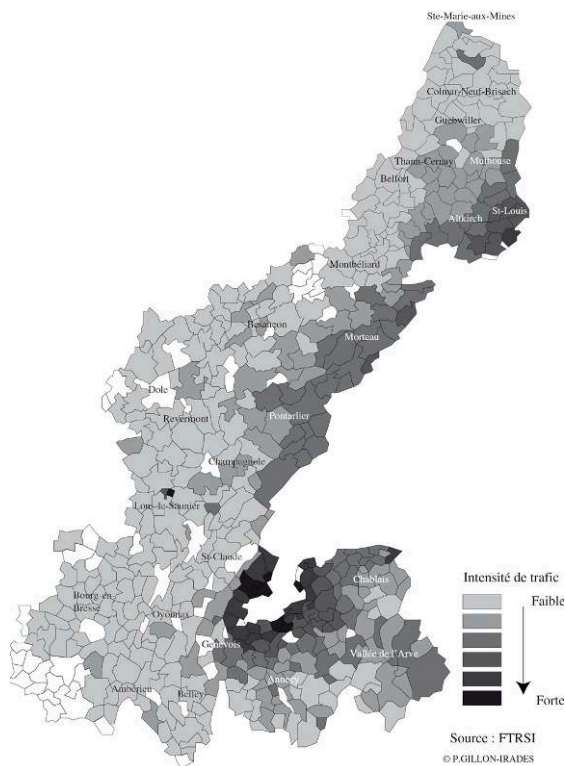 Ste-Marie-aux-Mines
Colmar-Neuf-Brisach
Guebwiller
Thann-Cernay
Mulhouse
Belfort
St-Louis
Altkirch
Montbéliard
Besançon
Morteau
Dole
Revermont
Pontarlier
Champagnole
Lons-le-Saunier
St-Claude
Chablais
Bourg-en-
Bresse
Oyonnax
Genevois
Vallée de l'Arve
Annecy
Ambérieu
Belley
Intensité de trafic
Faible
Forte
Source : FTRSI
© P.GILLON-IRADES